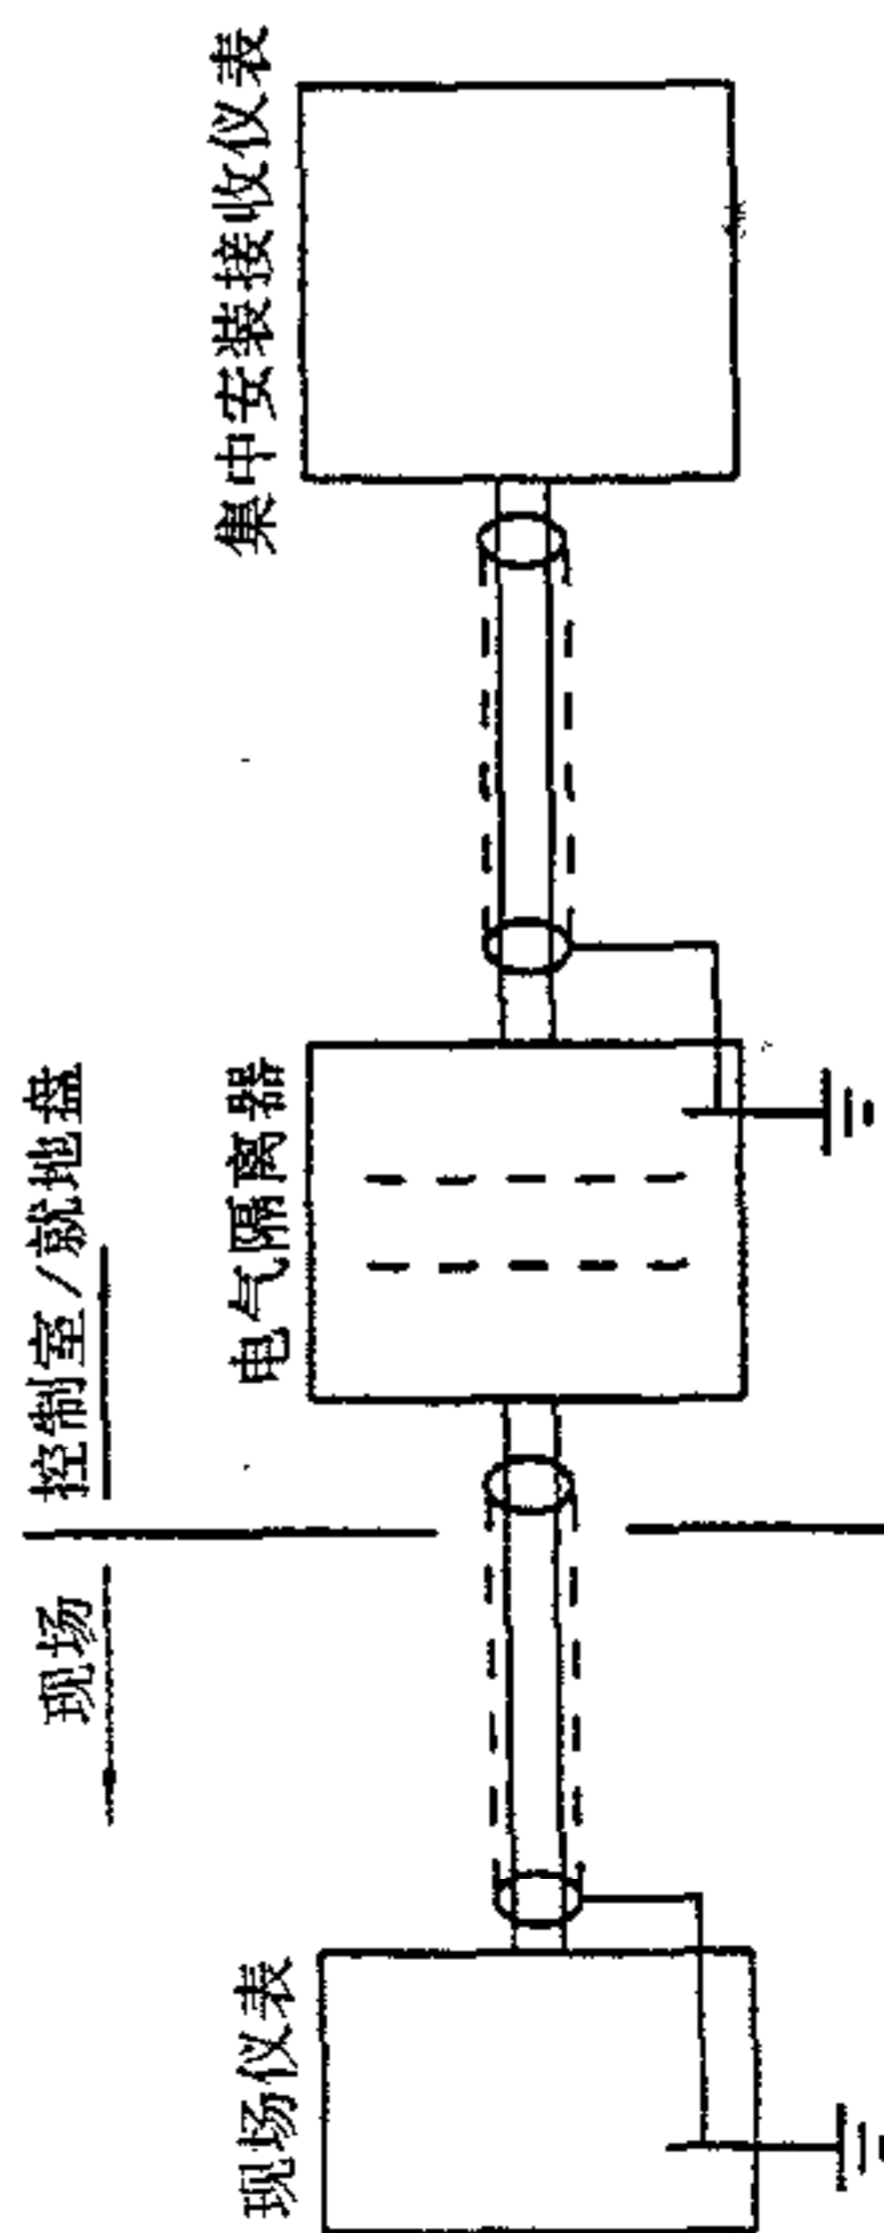 现场
控制室/就地盘
现场仪表
电气隔离器
集中安装接收仪表